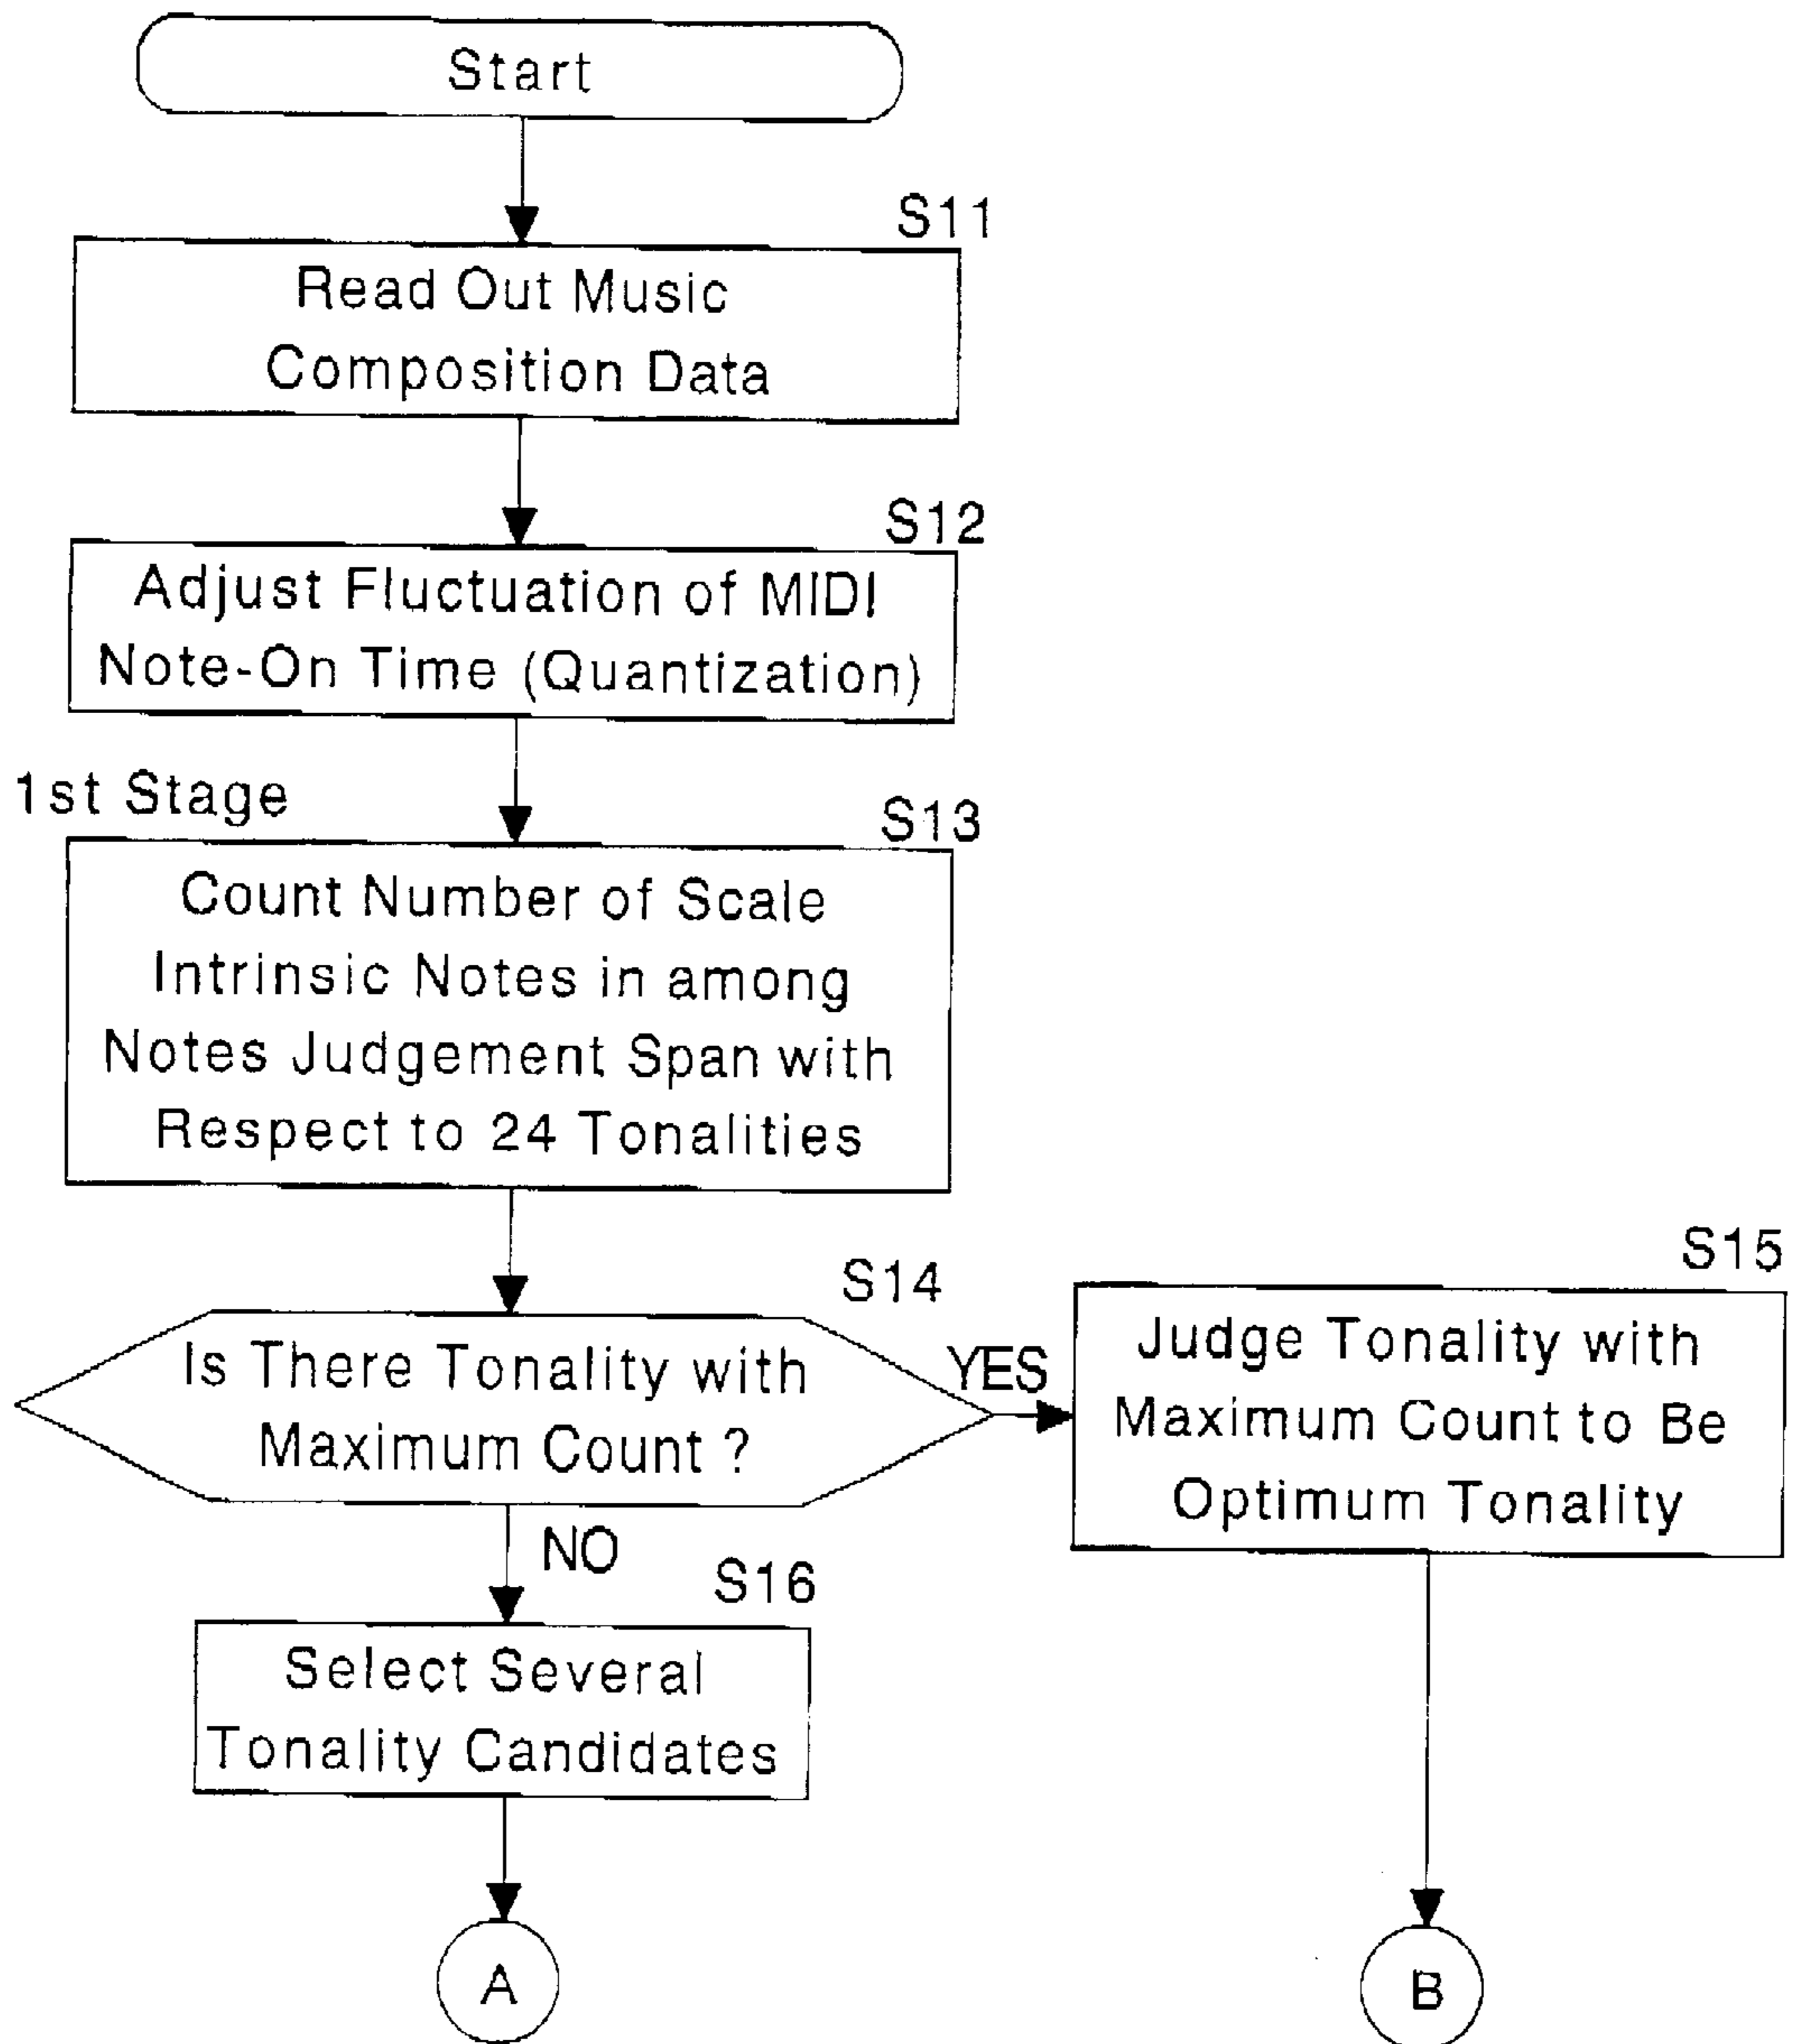 Start
S11
Read Out Music
Composition Data
S12
Adjust Fluctuation of MIDI
Note-On Time (Quantization)
1st Stage
S13
Count Number of Scale
Intrinsic Notes in among
Notes Judgement Span with
Respect to 24 Tonalities
S14
Is There Tonality with
Maximum Count ?
YES
S15
Judge Tonality with
Maximum Count to Be
Optimum Tonality
NO
S16
Select Several
Tonality Candidates
A
B